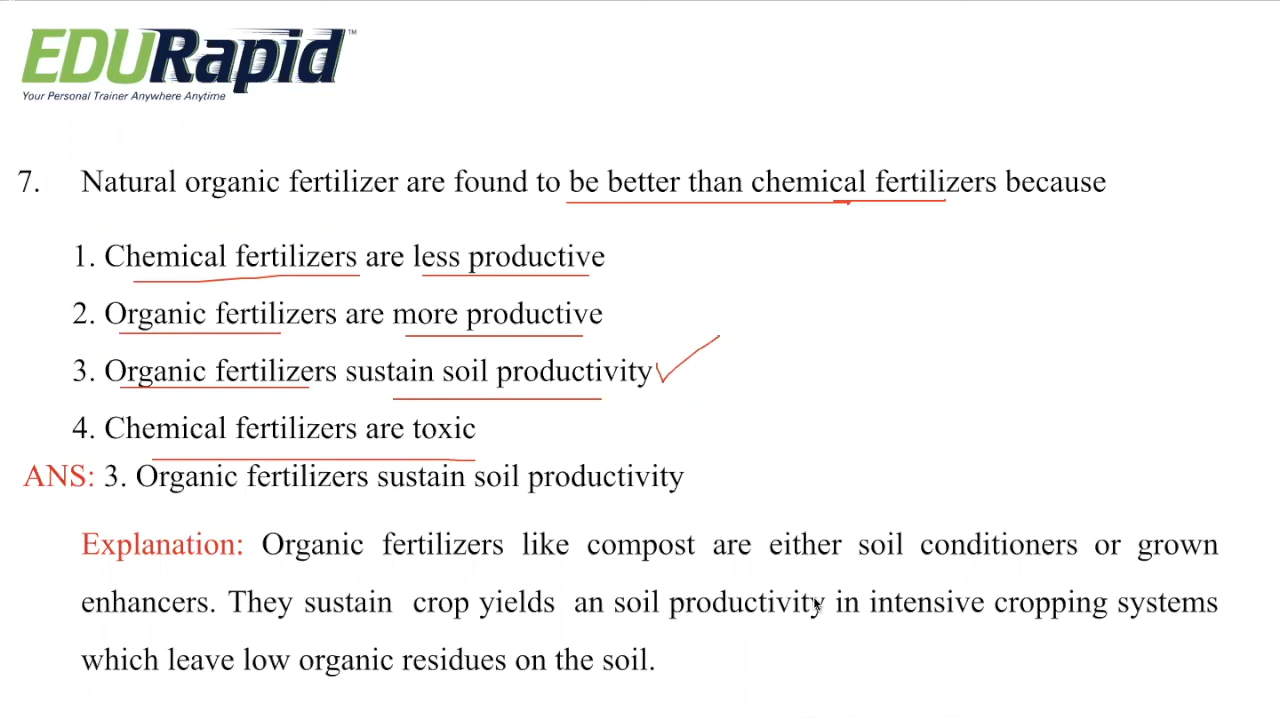 EDURapid™
Your Personal Trainer Anywhere Anytime
7. Natural organic fertilizer are found to be better than chemical fertilizers because
1. Chemical fertilizers are less productive
2. Organic fertilizers are more productive
3. Organic fertilizers sustain soil productivity
4. Chemical fertilizers are toxic
ANS: 3. Organic fertilizers sustain soil productivity
Explanation: Organic fertilizers like compost are either soil conditioners or grown
enhancers. They sustain crop yields an soil productivity in intensive cropping systems
which leave low organic residues on the soil.